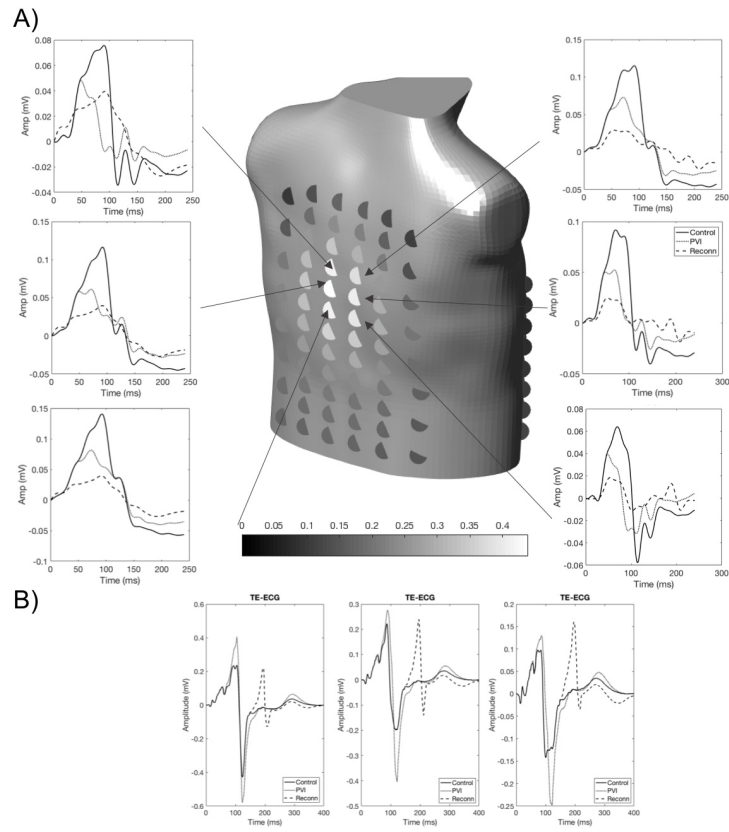 A)
0.08
0.06
0.04
0.02
0
-0.02
-0.04
Amp (mV)
0 50 100 150 200 250
Time (ms)
0.15
0.1
0.05
0
-0.05
Amp (mV)
0 50 100 150 200 250
Time (ms)
0.15
0.1
0.05
0
-0.05
-0.1
Amp (mV)
0 50 100 150 200 250
Time (ms)
0 0.05 0.1 0.15 0.2 0.25 0.3 0.35 0.4
0.15
0.1
0.05
0
-0.05
Amp (mV)
0 50 100 150 200 250
Time (ms)
0.1
0.05
0
-0.05
Amp (mV)
Control
PVI
Reconn
0 100 200 300
Time (ms)
0.08
0.06
0.04
0.02
0
-0.02
-0.04
0.06
Amp (mV)
0 100 200 300
Time (ms)
B)
TE-ECG
0.6
0.4
0.2
0
-0.2
-0.4
-0.6
Amplitude (mV)
Control
PVI
Reconn
0 100 200 300 400
Time (ms)
TE-ECG
0.3
0.2
0.1
0
-0.1
-0.2
-0.3
-0.4
-0.5
Amplitude (mV)
Control
PVI
Reconn
0 100 200 300 400
Time (ms)
TE-ECG
0.2
0.15
0.1
0.05
0
-0.05
-0.1
-0.15
-0.2
-0.25
Amplitude (mV)
Control
PVI
Reconn
0 100 200 300 400
Time (ms)